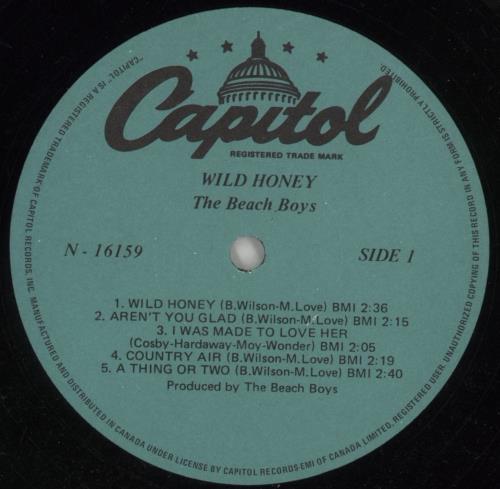 Capitol
REGISTERED TRADE MARK
WILD HONEY
The Beach Boys
N - 16159
SIDE 1
1. WILD HONEY (B.Wilson-M.Love) BMI 2:36
2. AREN'T YOU GLAD (B.Wilson-M.Love) BMI 2:15
3. I WAS MADE TO LOVE HER
(Cosby-Hardaway-Moy-Wonder) BMI 2:05
4. COUNTRY AIR (B.Wilson-M.Love) BMI 2:19
5. A THING OR TWO (B.Wilson-M.Love) BMI 2:40
Produced by The Beach Boys
"CAPITOL" IS A REGISTERED TRADEMARK OF CAPITOL RECORDS, INC. MANUFACTURED AND DISTRIBUTED IN CANADA UNDER LICENSE BY CAPITOL RECORDS-EMI OF CANADA LIMITED, REGISTERED USER. UNAUTHORIZED COPYING OF THIS RECORD IN ANY FORM IS STRICTLY PROHIBITED.